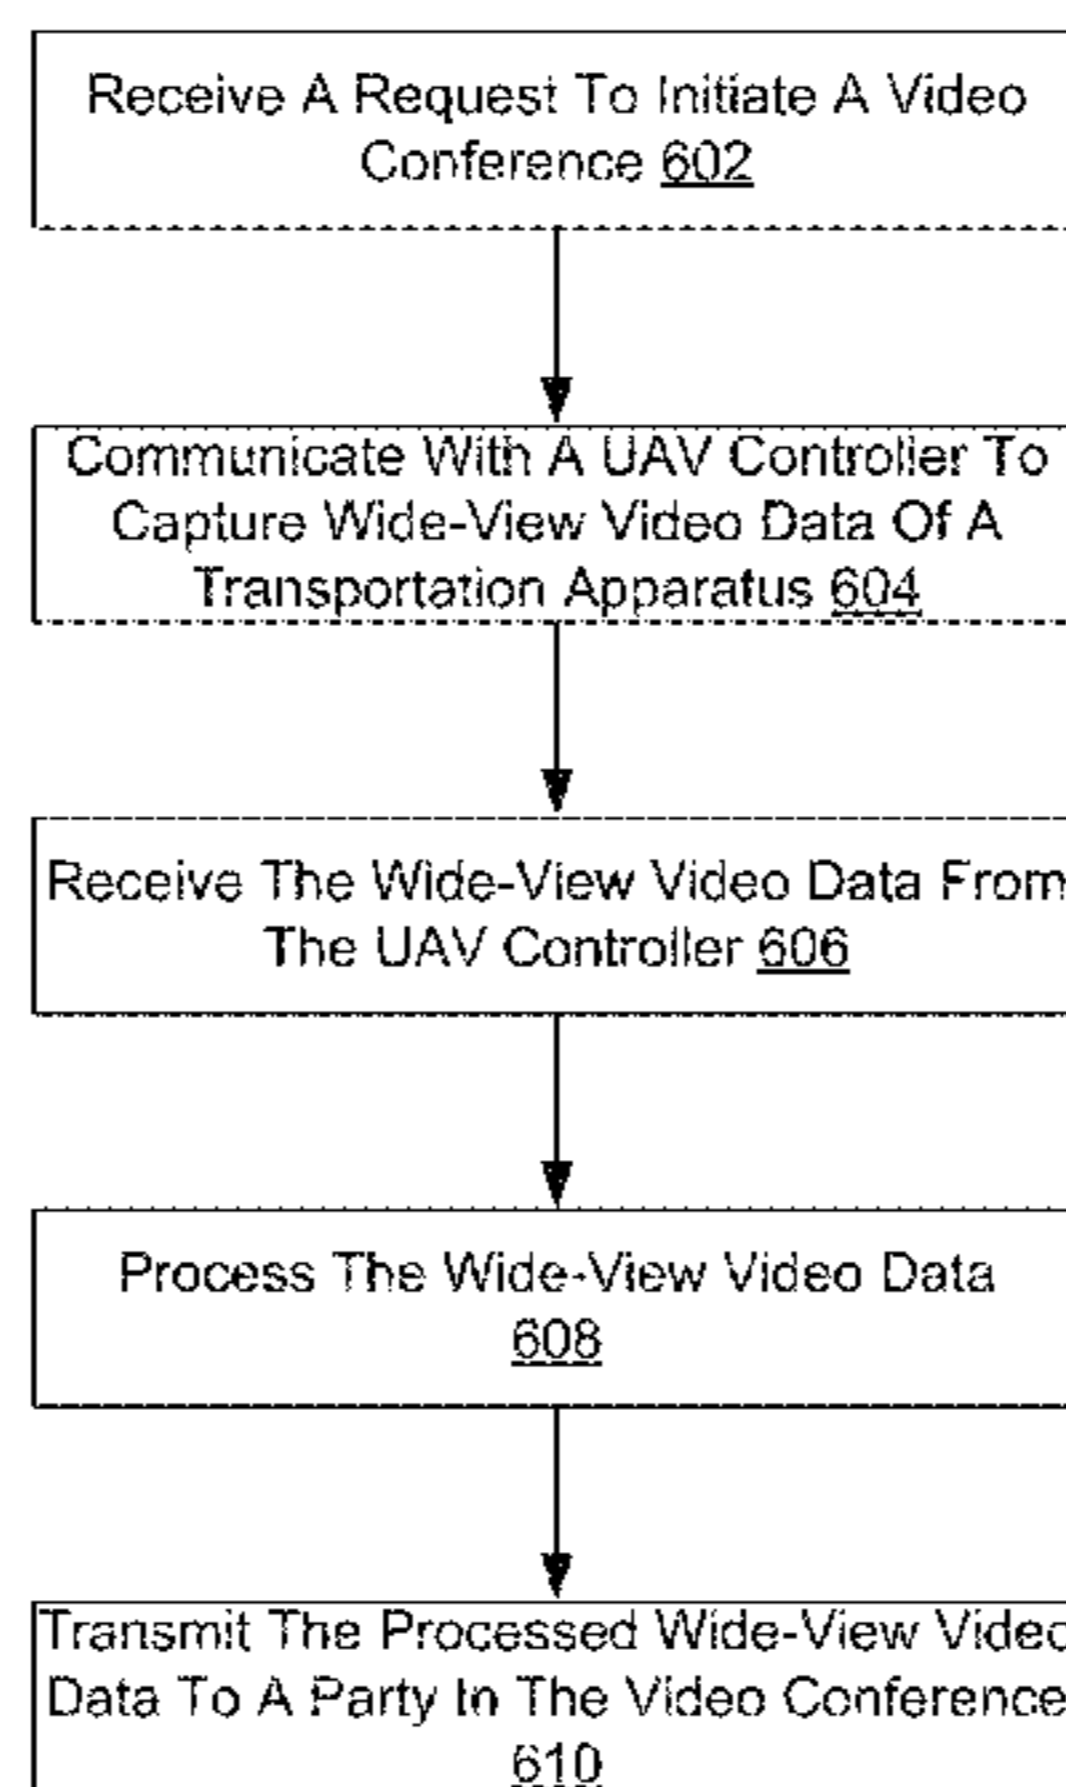 Receive A Request To Initiate A Video
Conference 602
Communicate With A UAV Controller To
Capture Wide-View Video Data Of A
Transportation Apparatus 604
Receive The Wide-View Video Data From
The UAV Controller 606
Process The Wide-View Video Data
608
Transmit The Processed Wide-View Video
Data To A Party In The Video Conference
610